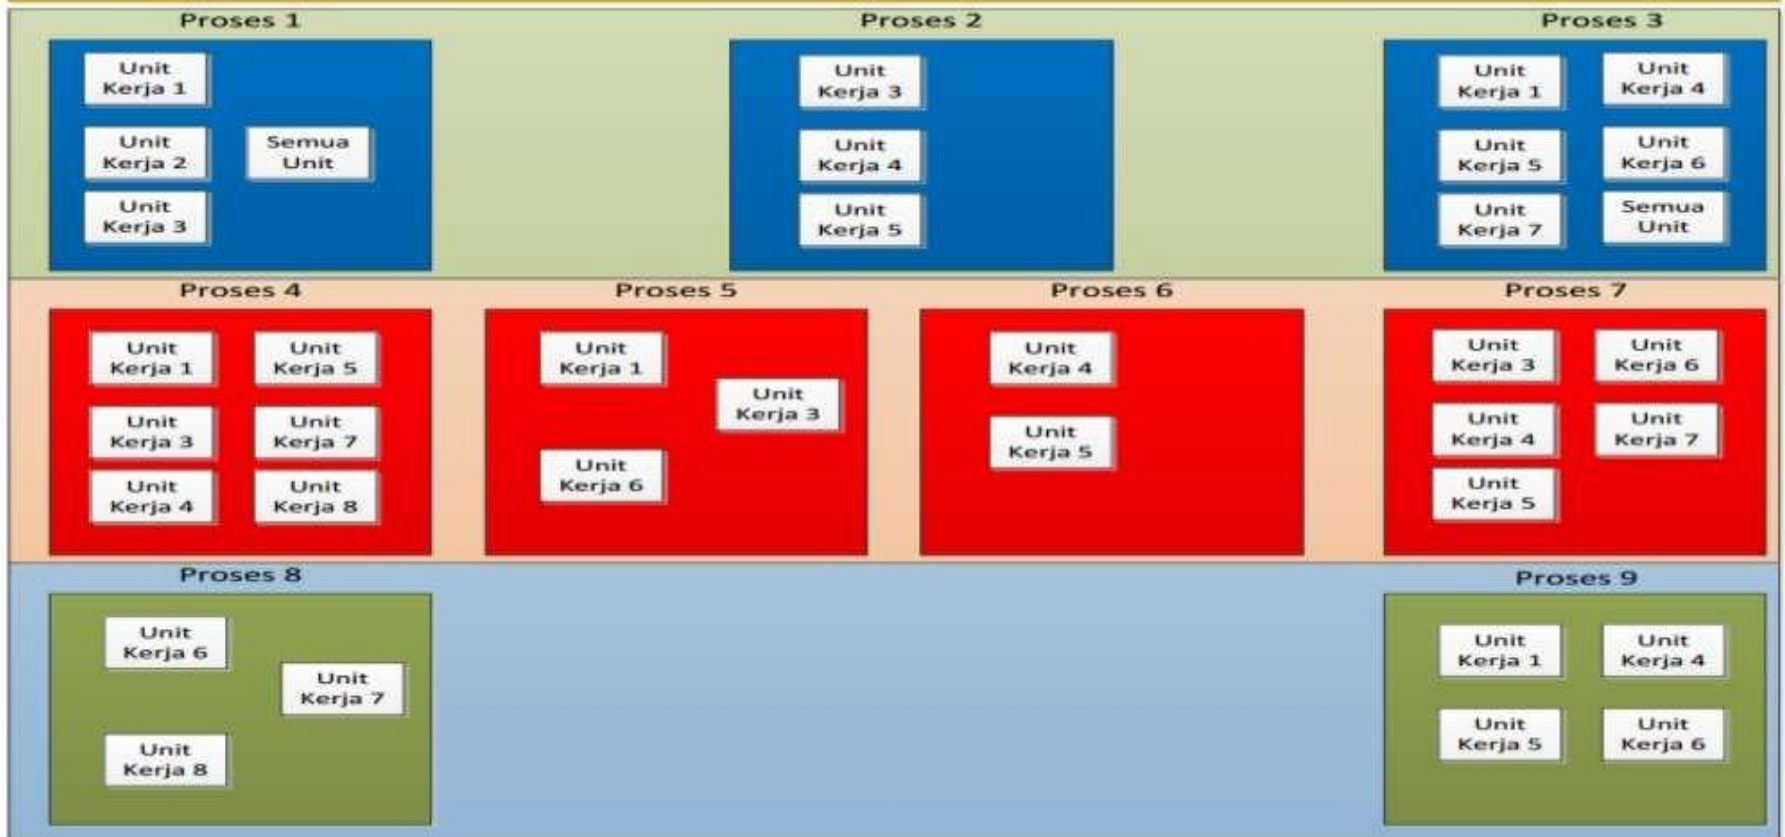 Proses 1
Unit
Kerja 1
Unit
Kerja 2
Semua
Unit
Unit
Kerja 3
Proses 2
Unit
Kerja 3
Unit
Kerja 4
Unit
Kerja 5
Proses 3
Unit
Kerja 1
Unit
Kerja 4
Unit
Kerja 5
Unit
Kerja 6
Unit
Kerja 7
Semua
Unit
Proses 4
Unit
Kerja 1
Unit
Kerja 5
Unit
Kerja 3
Unit
Kerja 7
Unit
Kerja 4
Unit
Kerja 8
Proses 5
Unit
Kerja 1
Unit
Kerja 3
Unit
Kerja 6
Proses 6
Unit
Kerja 4
Unit
Kerja 5
Proses 7
Unit
Kerja 3
Unit
Kerja 6
Unit
Kerja 4
Unit
Kerja 7
Unit
Kerja 5
Proses 8
Unit
Kerja 6
Unit
Kerja 7
Unit
Kerja 8
Proses 9
Unit
Kerja 1
Unit
Kerja 4
Unit
Kerja 5
Unit
Kerja 6